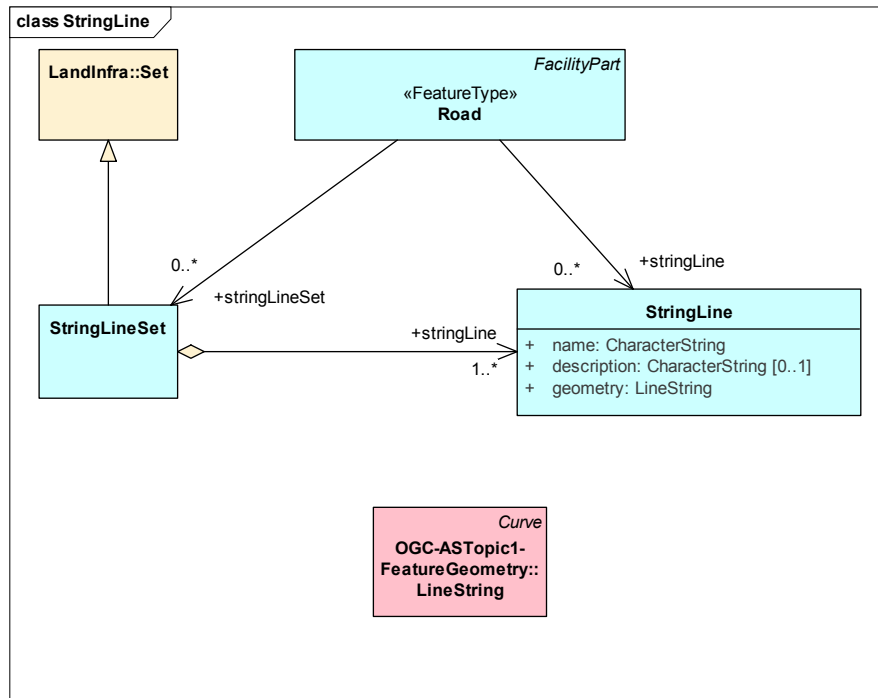 class StringLine
LandInfra::Set
FacilityPart
«FeatureType»
Road
0..*
+stringLineSet
0..*
+stringLine
StringLineSet
+stringLine
1..*
StringLine
+ name: CharacterString
+ description: CharacterString [0..1]
+ geometry: LineString
Curve
OGC-ASTopic1-
FeatureGeometry::
LineString